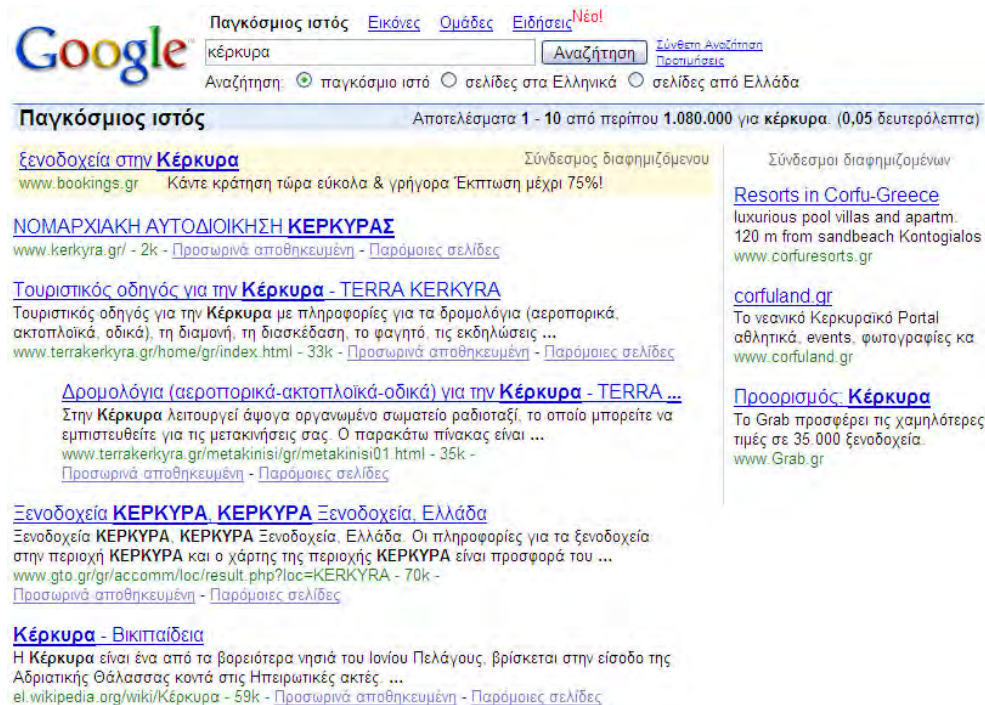 Google™
Παγκόσμιος ιστός Εικόνες Ομάδες Ειδήσεις Νέο!
κέρκυρα Αναζήτηση Σύνθετη Αναζήτηση
Προτιμήσεις
Αναζήτηση: παγκόσμιο ιστό σελίδες στα Ελληνικά σελίδες από Ελλάδα
Παγκόσμιος ιστός Αποτελέσματα 1 - 10 από περίπου 1.080.000 για κέρκυρα. (0,05 δευτερόλεπτα)
ξενοδοχεία στην Κέρκυρα Σύνδεσμος διαφημιζόμενου
www.bookings.gr Κάντε κράτηση τώρα εύκολα & γρήγορα Έκπτωση μέχρι 75%!
ΝΟΜΑΡΧΙΑΚΗ ΑΥΤΟΔΙΟΙΚΗΣΗ ΚΕΡΚΥΡΑΣ
www.kerkyra.gr/ - 2k - Προσωρινά αποθηκευμένη - Παρόμοιες σελίδες
Τουριστικός οδηγός για την Κέρκυρα - TERRA KERKYRA
Τουριστικός οδηγός για την Κέρκυρα με πληροφορίες για τα δρομολόγια (αεροπορικά,
ακτοπλοϊκά, οδικά), τη διαμονή, τη διασκέδαση, το φαγητό, τις εκδηλώσεις ...
www.terrakerkyra.gr/home/gr/index.html - 33k - Προσωρινά αποθηκευμένη - Παρόμοιες σελίδες
Δρομολόγια (αεροπορικά-ακτοπλοϊκά-οδικά) για την Κέρκυρα - TERRA ...
Στην Κέρκυρα λειτουργεί άψογα οργανωμένο σωματείο ραδιοταξί, το οποίο μπορείτε να
εμπιστευθείτε για τις μετακινήσεις σας. Ο παρακάτω πίνακας είναι ...
www.terrakerkyra.gr/metakinisi/gr/metakinisi01.html - 35k -
Προσωρινά αποθηκευμένη - Παρόμοιες σελίδες
Ξενοδοχεία ΚΕΡΚΥΡΑ, ΚΕΡΚΥΡΑ Ξενοδοχεία, Ελλάδα
Ξενοδοχεία ΚΕΡΚΥΡΑ, ΚΕΡΚΥΡΑ Ξενοδοχεία, Ελλάδα. Οι πληροφορίες για τα ξενοδοχεία
στην περιοχή ΚΕΡΚΥΡΑ και ο χάρτης της περιοχής ΚΕΡΚΥΡΑ είναι προσφορά του ...
www.gto.gr/gr/accomm/loc/result.php?loc=KERKYRA - 70k -
Προσωρινά αποθηκευμένη - Παρόμοιες σελίδες
Κέρκυρα - Βικιπαίδεια
Η Κέρκυρα είναι ένα από τα βορειότερα νησιά του Ιονίου Πελάγους, βρίσκεται στην είσοδο της
Αδριατικής Θάλασσας κοντά στις Ηπειρωτικές ακτές. ...
el.wikipedia.org/wiki/Κέρκυρα - 59k - Προσωρινά αποθηκευμένη - Παρόμοιες σελίδες
Σύνδεσμοι διαφημιζομένων
Resorts in Corfu-Greece
luxurious pool villas and apartm.
120 m from sandbeach Kontogialos
www.corfuresorts.gr
corfuland.gr
Το νεανικό Κερκυραϊκό Portal
αθλητικά, events, φωτογραφίες κα
www.corfuland.gr
Προορισμός: Κέρκυρα
Το Grab προσφέρει τις χαμηλότερες
τιμές σε 35.000 ξενοδοχεία.
www.Grab.gr